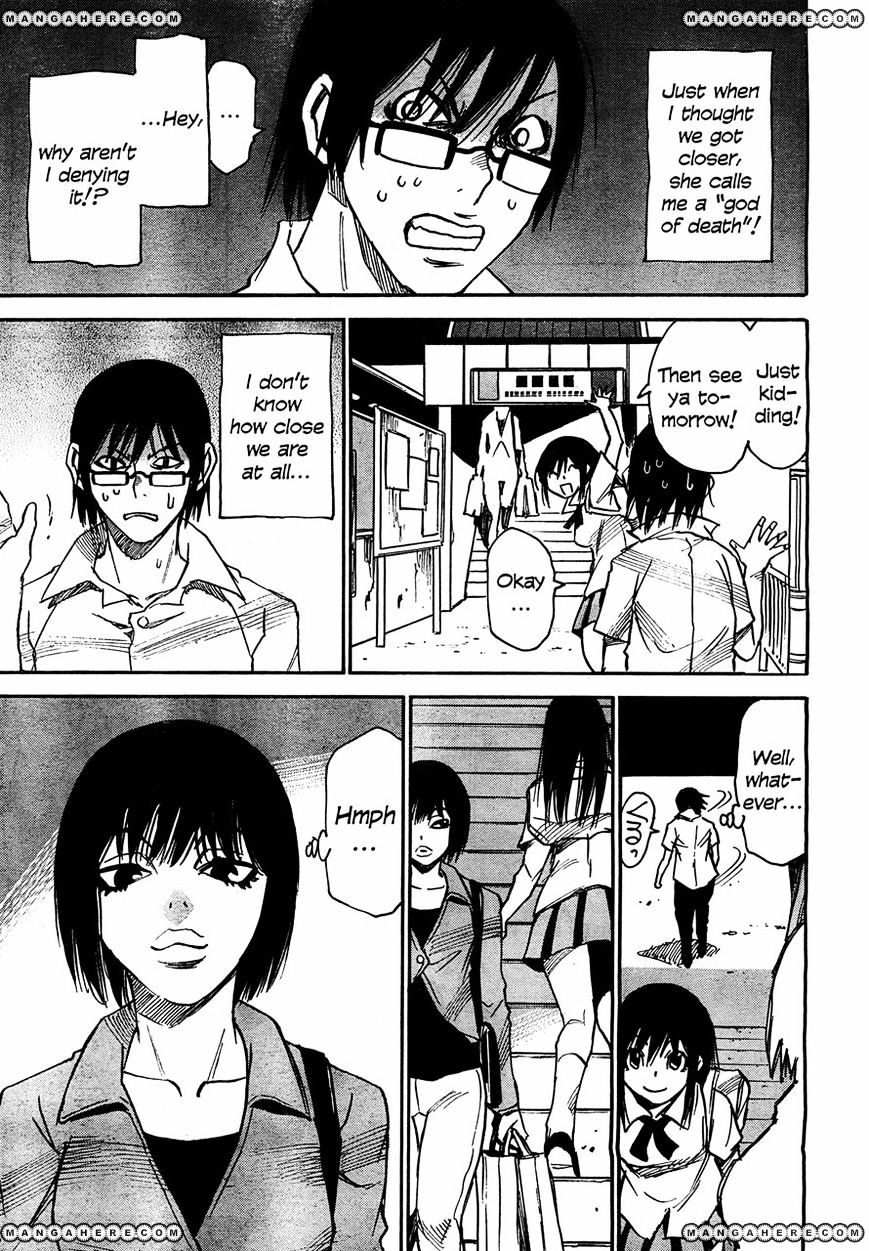 MANGAHERE.COM
MANGAHERE.COM
Just when
I thought
we got
closer,
she calls
me a "god
of death"!
...
...Hey,
why aren't
I denying
it!?
Just
kid-
ding!
Then see
ya to-
morrow!
Okay
...
I don't
know
how close
we are
at all...
Well,
what-
ever...
Hmph
...
MANGAHERE.COM
MANGAHERE.COM